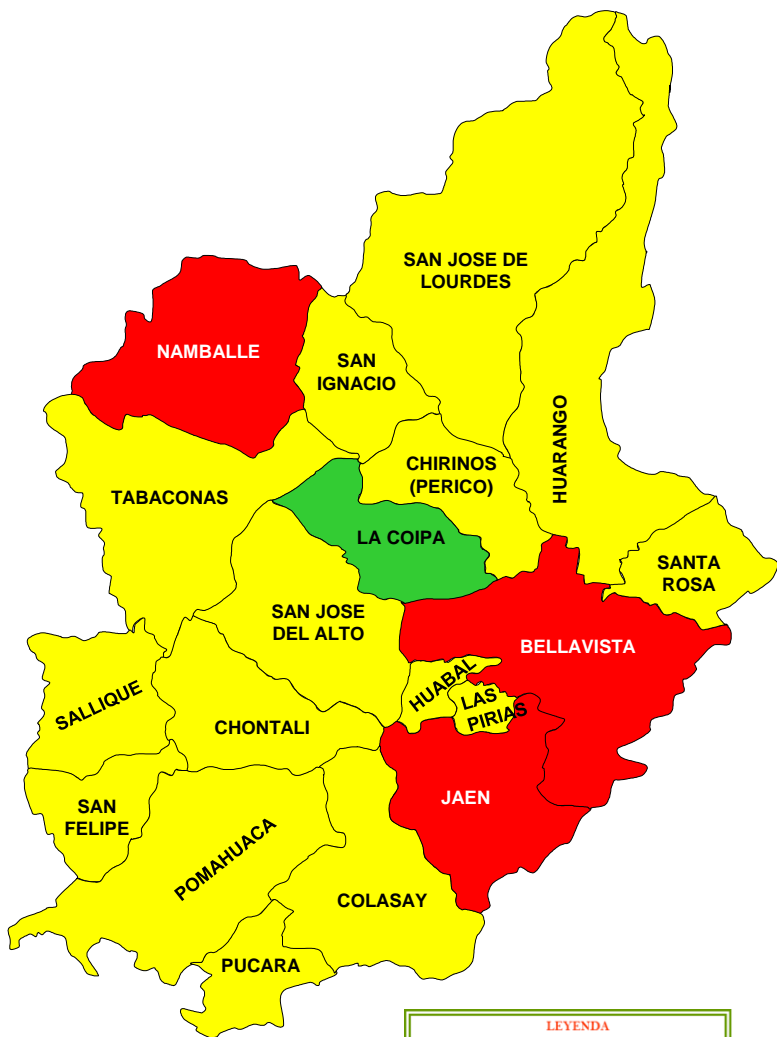 SAN JOSE DE
LOURDES
NAMBALLE
SAN
IGNACIO
HUARANGO
CHIRINOS
(PERICO)
TABACONAS
LA COIPA
SANTA
ROSA
SAN JOSE
DEL ALTO
BELLAVISTA
HUABAL
LAS
PIRIAS
SALLIQUE
CHONTALI
JAEN
SAN
FELIPE
POMAHUACA
COLASAY
PUCARA
LEYENDA